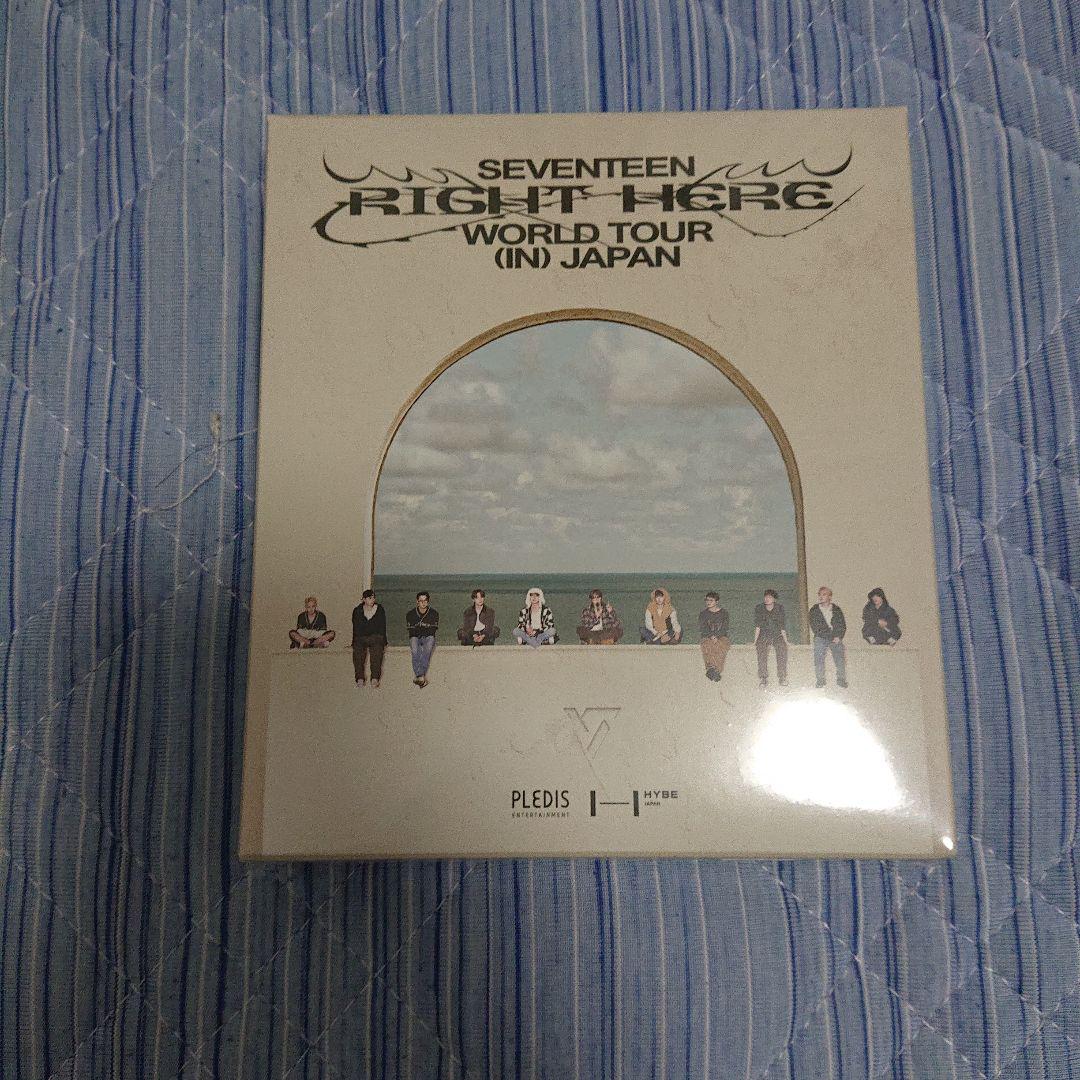 SEVENTEEN
RIGHT HERE
WORLD TOUR
(IN) JAPAN
PLEDIS
ENTERTAINMENT
HYBE
JAPAN